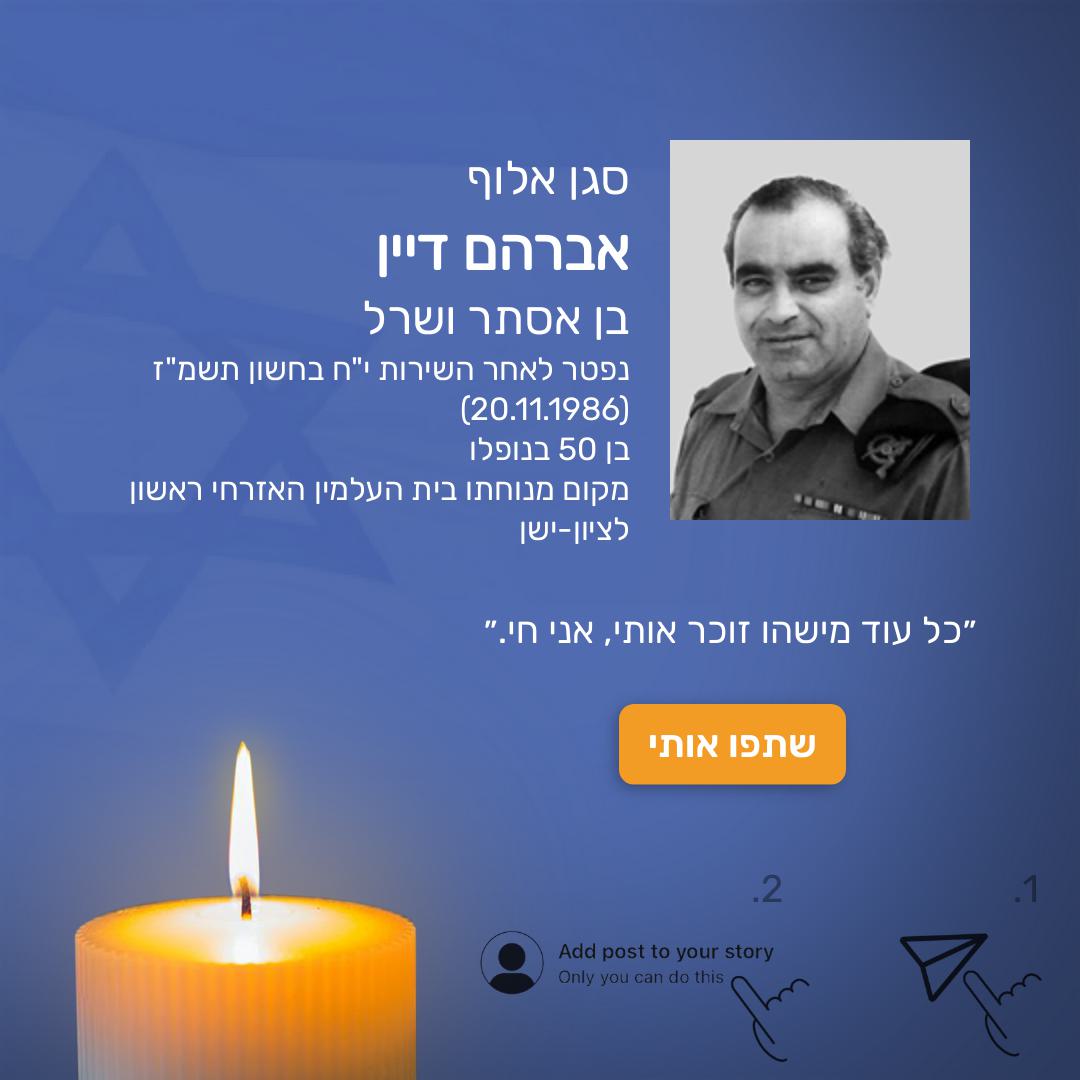 סגן אלוף
אברהם דיין
בן אסתר ושרל
נפטר לאחר השירות י"ח בחשון תשמ"ז
(20.11.1986)
בן 50 בנופלו
מקום מנוחתו בית העלמין האזרחי ראשון
לציון-ישן
״כל עוד מישהו זוכר אותי, אני חי.״
שתפו אותי
1.
2.
Add post to your story
Only you can do this